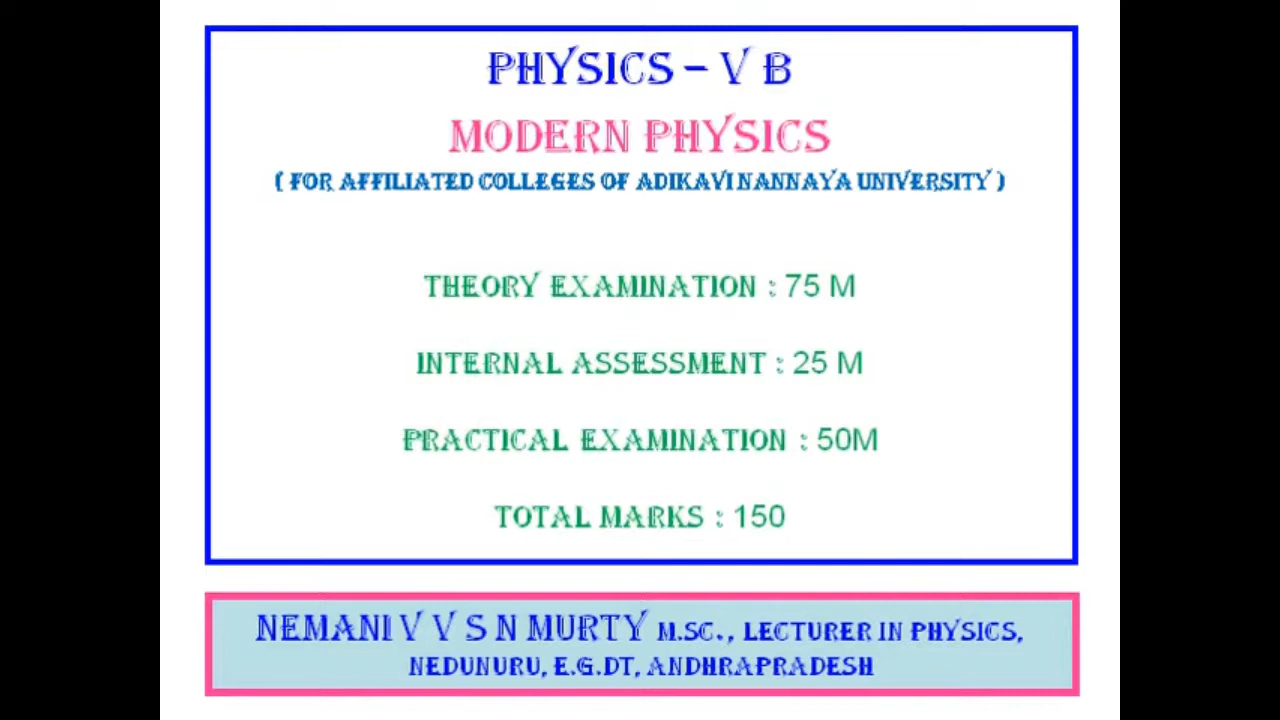 PHYSICS – V B
MODERN PHYSICS
( FOR AFFILIATED COLLEGES OF ADIKAVI NANNAYA UNIVERSITY )
THEORY EXAMINATION : 75 M
INTERNAL ASSESSMENT : 25 M
PRACTICAL EXAMINATION : 50M
TOTAL MARKS : 150
NEMANI V V S N MURTY M.SC., LECTURER IN PHYSICS,
NEDUNURU, E.G.DT, ANDHRAPRADESH